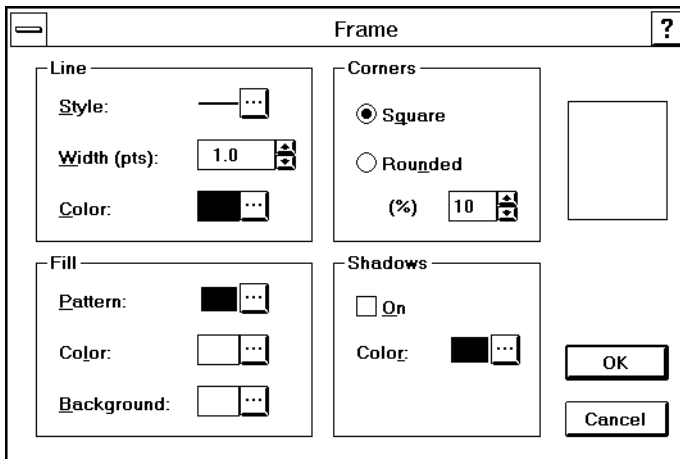 Frame
?
Line
Style:
...
Width (pts):
1.0
Color:
...
Corners
Square
Rounded
(%)
10
Fill
Pattern:
...
Color:
...
Background:
...
Shadows
On
Color:
...
OK
Cancel